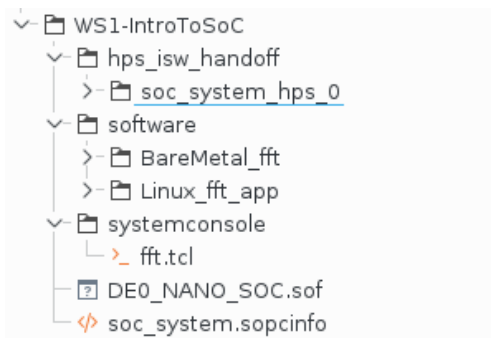 WS1-IntroToSoC
hps_isw_handoff
soc_system_hps_0
software
BareMetal_fft
Linux_fft_app
systemconsole
fft.tcl
DE0_NANO_SOC.sof
soc_system.sopcinfo